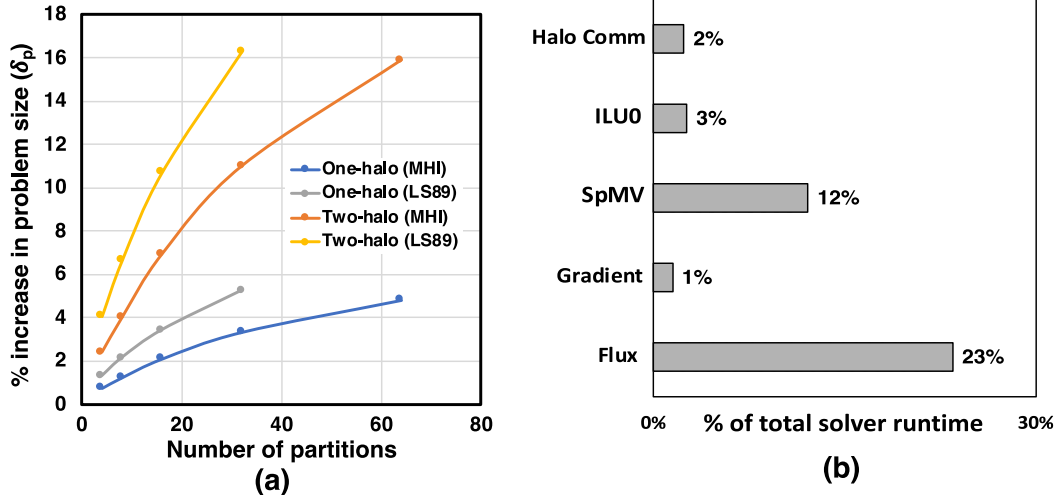 18
16
14
12
10
8
6
4
2
0
% increase in problem size (δp)
One-halo (MHI)
One-halo (LS89)
Two-halo (MHI)
Two-halo (LS89)
0 20 40 60 80
Number of partitions
(a)
Halo Comm 2%
ILU0 3%
SpMV 12%
Gradient 1%
Flux 23%
0% % of total solver runtime 30%
(b)